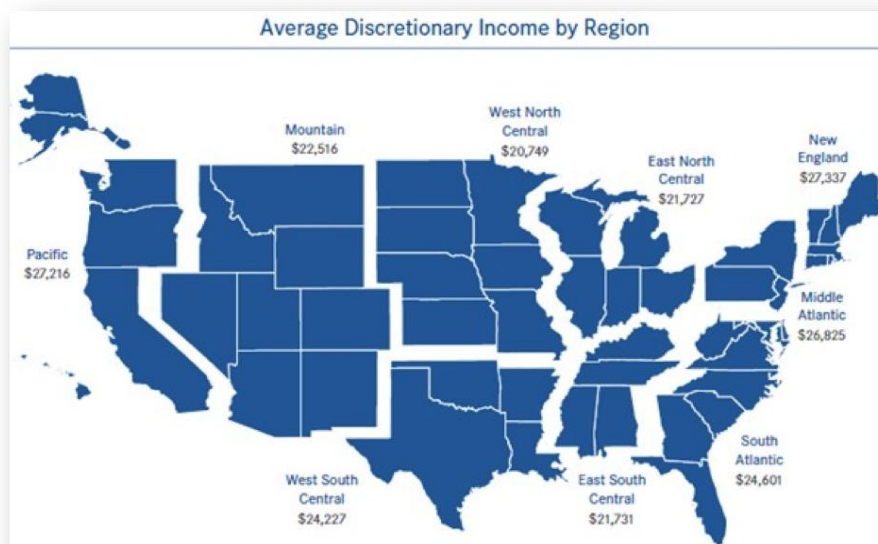 Average Discretionary Income by Region
Mountain
$22,516
West North
Central
$20,749
East North
Central
$21,727
New
England
$27,337
Pacific
$27,216
Middle
Atlantic
$26,825
South
Atlantic
$24,601
West South
Central
$24,227
East South
Central
$21,731